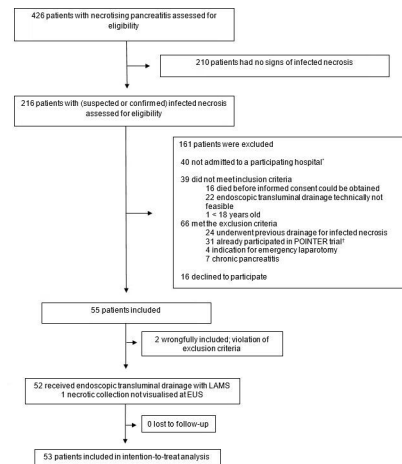 426 patients with necrotising pancreatitis assessed for
eligibility
210 patients had no signs of infected necrosis
216 patients with (suspected or confirmed) infected necrosis
assessed for eligibility
161 patients were excluded
40 not admitted to a participating hospital*
39 did not meet inclusion criteria
16 died before informed consent could be obtained
22 endoscopic transluminal drainage technically not
feasible
1 < 18 years old
66 met the exclusion criteria
24 underwent previous drainage for infected necrosis
31 already participated in POINTER trial†
4 indication for emergency laparotomy
7 chronic pancreatitis
16 declined to participate
55 patients included
2 wrongfully included; violation of
exclusion criteria
52 received endoscopic transluminal drainage with LAMS
1 necrotic collection not visualised at EUS
0 lost to follow-up
53 patients included in intention-to-treat analysis